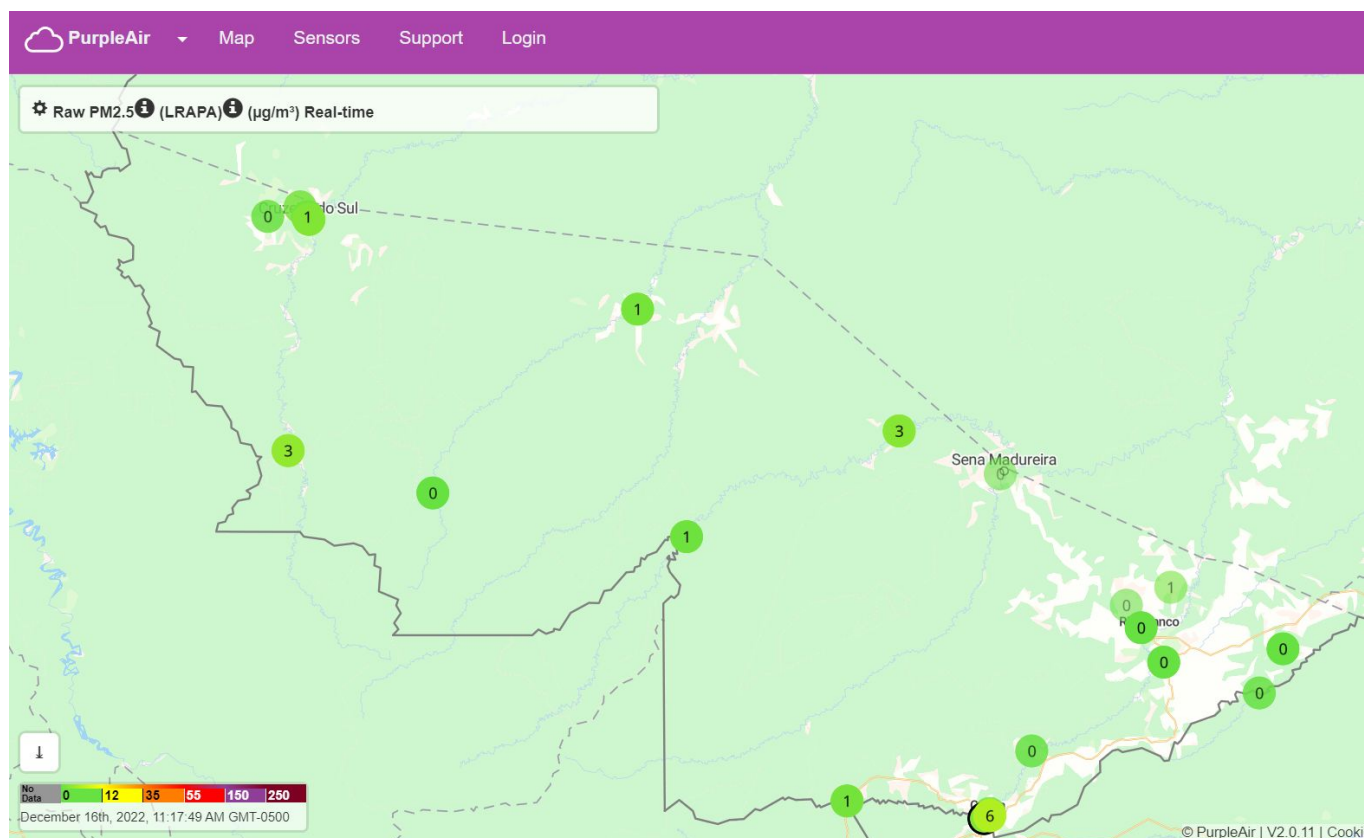 PurpleAir Map Sensors Support Login
Raw PM2.5 (LRAPA) (µg/m³) Real-time
0 1 do Sul
1
3
3
Sena Madureira
0
0
1
1
0
0
0
0
0
0
1
6
No Data 0 12 35 55 150 250
December 16th, 2022, 11:17:49 AM GMT-0500
© PurpleAir | V2.0.11 |